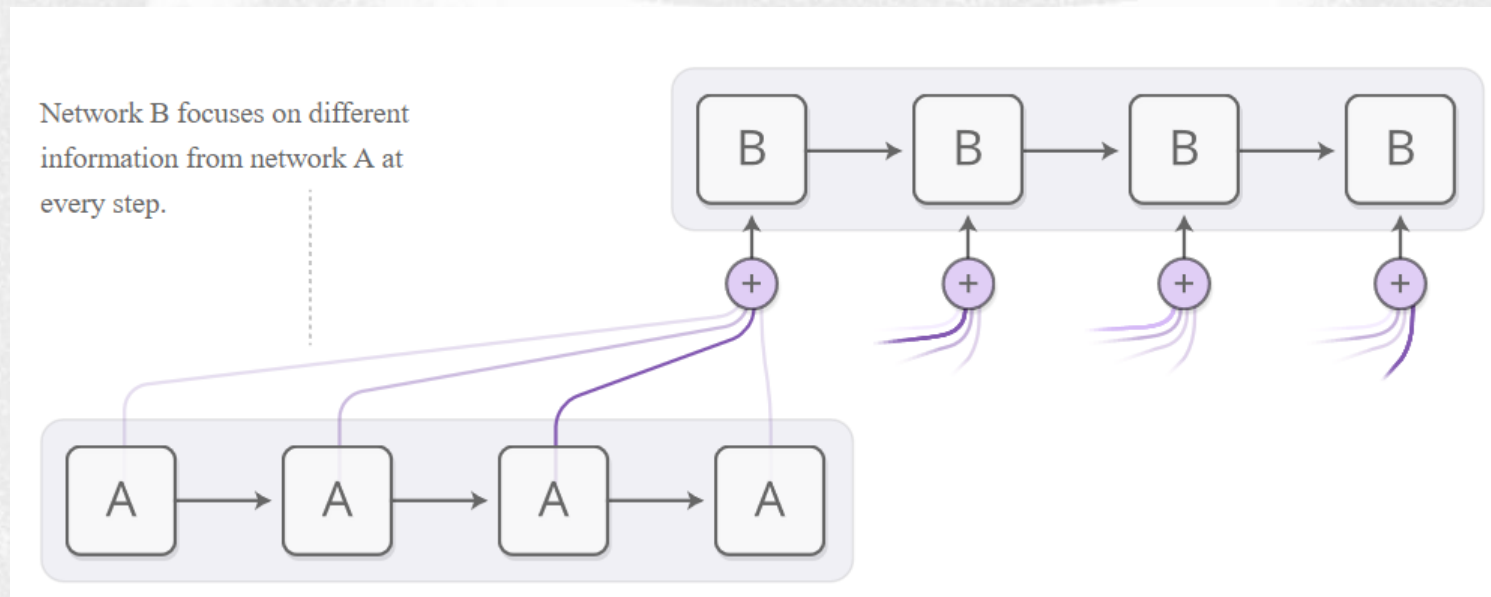 Network B focuses on different
information from network A at
every step.
B B B B
+ + + +
A A A A